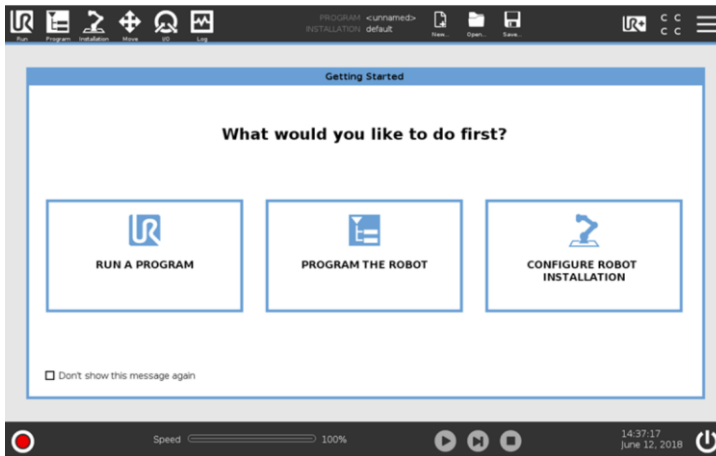 Run Program Installation Move I/O Log
PROGRAM <unnamed>
INSTALLATION default
New... Open... Save...
UR+
C C
C C
Getting Started
What would you like to do first?
UR
RUN A PROGRAM
PROGRAM THE ROBOT
CONFIGURE ROBOT
INSTALLATION
Don't show this message again
Speed 100%
14:37:17
June 12, 2018